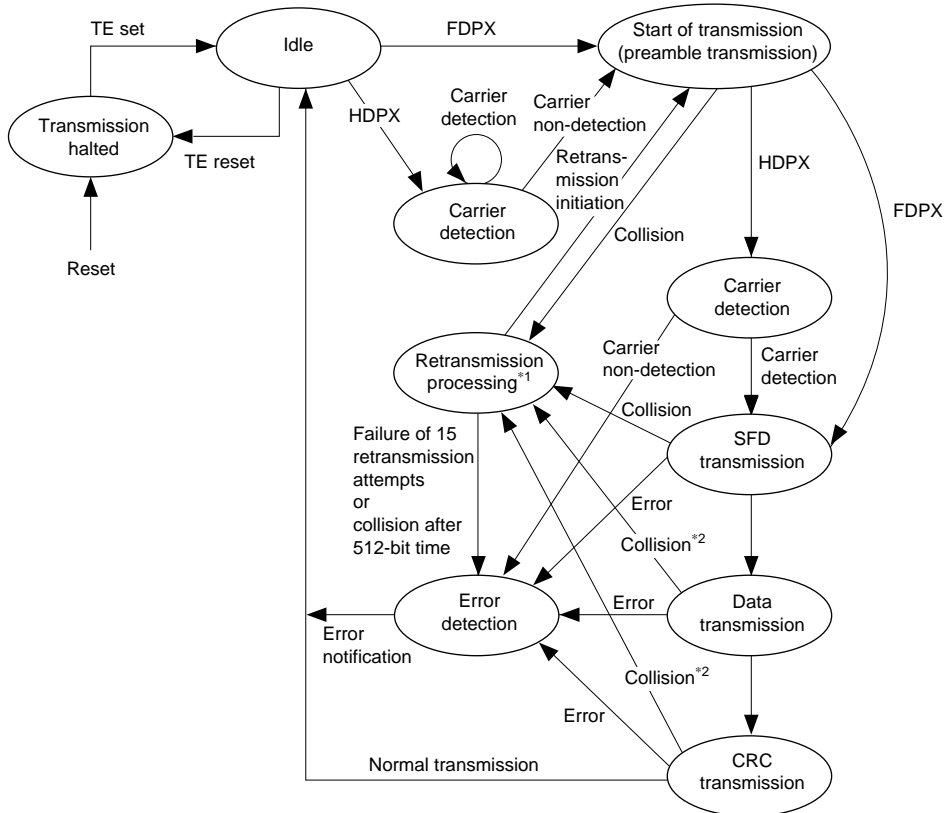 TE set
Idle
FDPX
Start of transmission
(preamble transmission)
Transmission
halted
TE reset
HDPX
Carrier
detection
Carrier
non-detection
Retrans-
mission
initiation
Carrier
detection
Collision
HDPX
FDPX
Reset
Carrier
detection
Retransmission
processing*1
Carrier
non-detection
Carrier
detection
Collision
SFD
transmission
Failure of 15
retransmission
attempts
or
collision after
512-bit time
Error
Collision*2
Error
detection
Error
Data
transmission
Error
notification
Collision*2
Error
Normal transmission
CRC
transmission